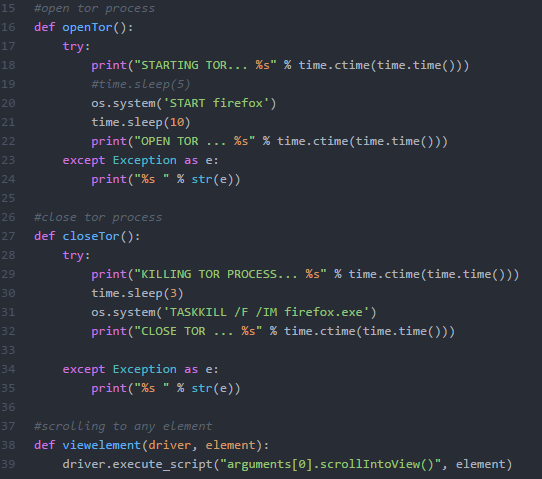 15 #open tor process
16 def openTor():
17     try:
18         print("STARTING TOR... %s" % time.ctime(time.time()))
19         #time.sleep(5)
20         os.system('START firefox')
21         time.sleep(10)
22         print("OPEN TOR ... %s" % time.ctime(time.time()))
23     except Exception as e:
24         print("%s " % str(e))
25
26 #close tor process
27 def closeTor():
28     try:
29         print("KILLING TOR PROCESS... %s" % time.ctime(time.time()))
30         time.sleep(3)
31         os.system('TASKKILL /F /IM firefox.exe')
32         print("CLOSE TOR ... %s" % time.ctime(time.time()))
33
34     except Exception as e:
35         print("%s " % str(e))
36
37 #scrolling to any element
38 def viewelement(driver, element):
39     driver.execute_script("arguments[0].scrollIntoView()", element)